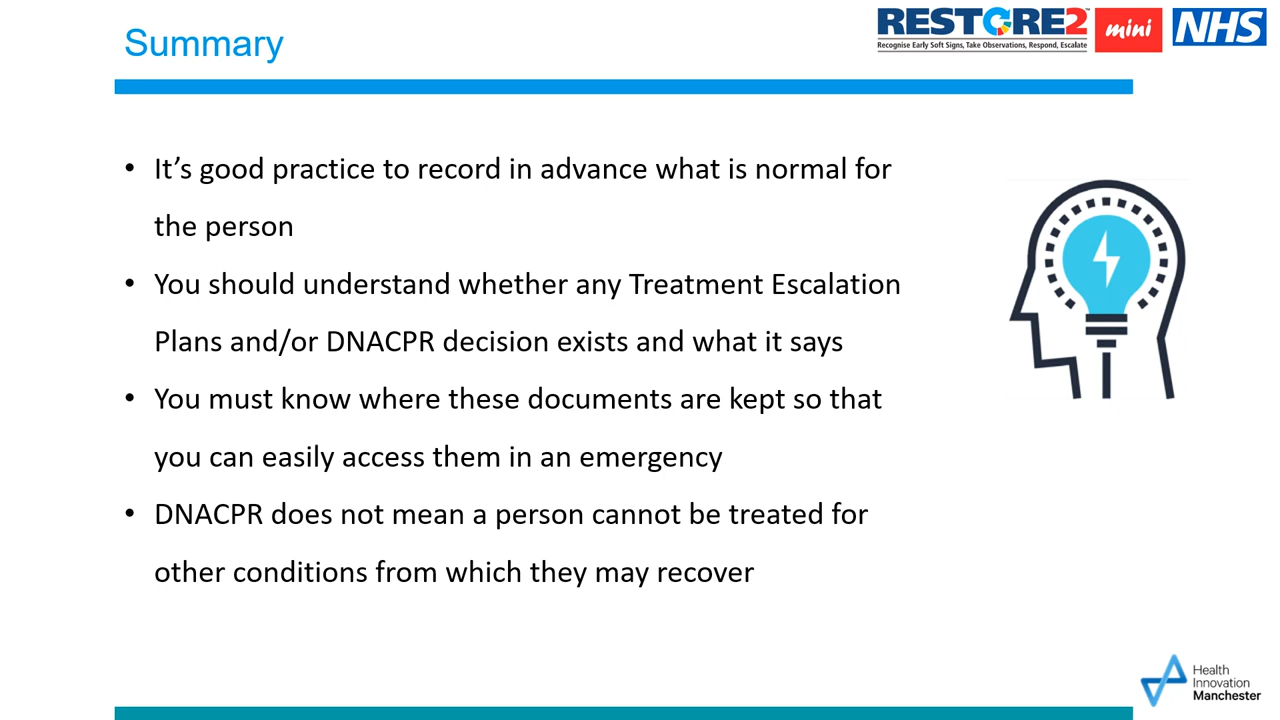 Summary
RESTORE2™ mini NHS
Recognise Early Soft Signs, Take Observations, Respond, Escalate
• It’s good practice to record in advance what is normal for
the person
• You should understand whether any Treatment Escalation
Plans and/or DNACPR decision exists and what it says
• You must know where these documents are kept so that
you can easily access them in an emergency
• DNACPR does not mean a person cannot be treated for
other conditions from which they may recover
Health
Innovation
Manchester